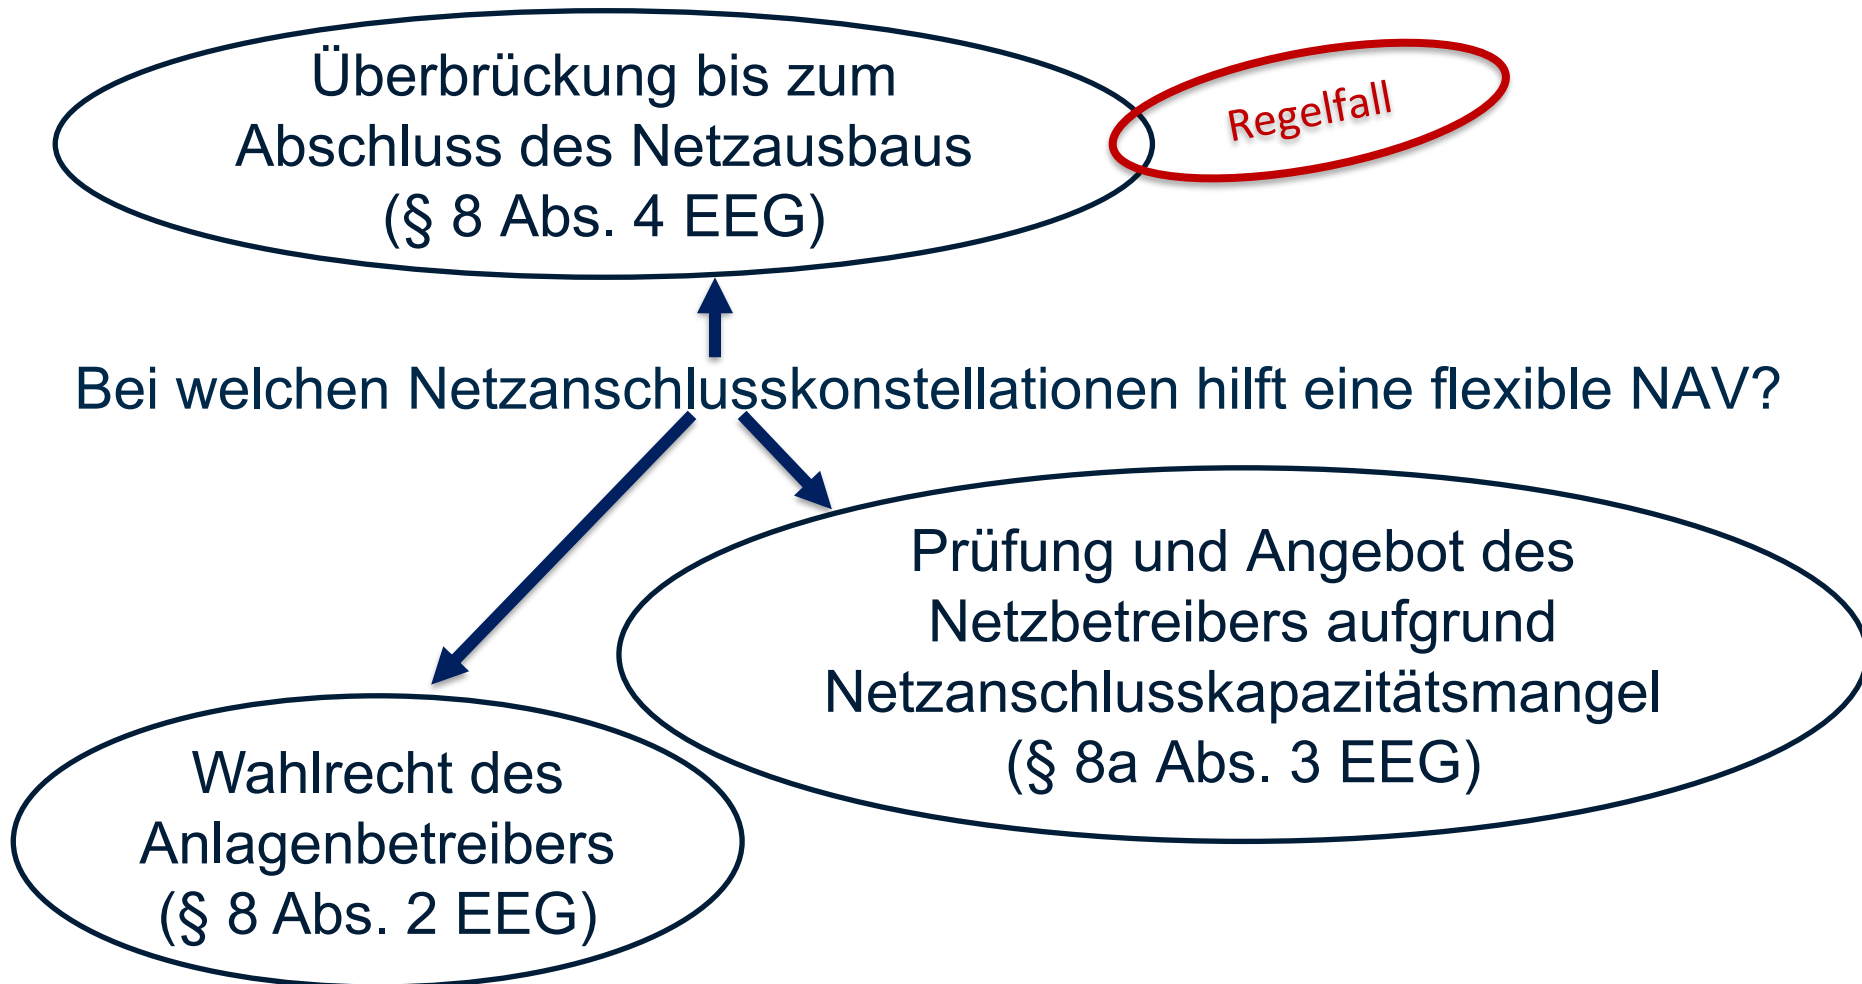 Überbrückung bis zum
Abschluss des Netzausbaus
(§ 8 Abs. 4 EEG)
Regelfall
Bei welchen Netzanschlusskonstellationen hilft eine flexible NAV?
Prüfung und Angebot des
Netzbetreibers aufgrund
Netzanschlusskapazitätsmangel
(§ 8a Abs. 3 EEG)
Wahlrecht des
Anlagenbetreibers
(§ 8 Abs. 2 EEG)